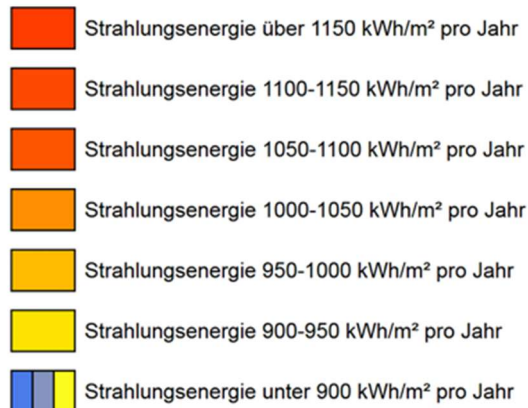 Strahlungsenergie über 1150 kWh/m² pro Jahr
Strahlungsenergie 1100-1150 kWh/m² pro Jahr
Strahlungsenergie 1050-1100 kWh/m² pro Jahr
Strahlungsenergie 1000-1050 kWh/m² pro Jahr
Strahlungsenergie 950-1000 kWh/m² pro Jahr
Strahlungsenergie 900-950 kWh/m² pro Jahr
Strahlungsenergie unter 900 kWh/m² pro Jahr